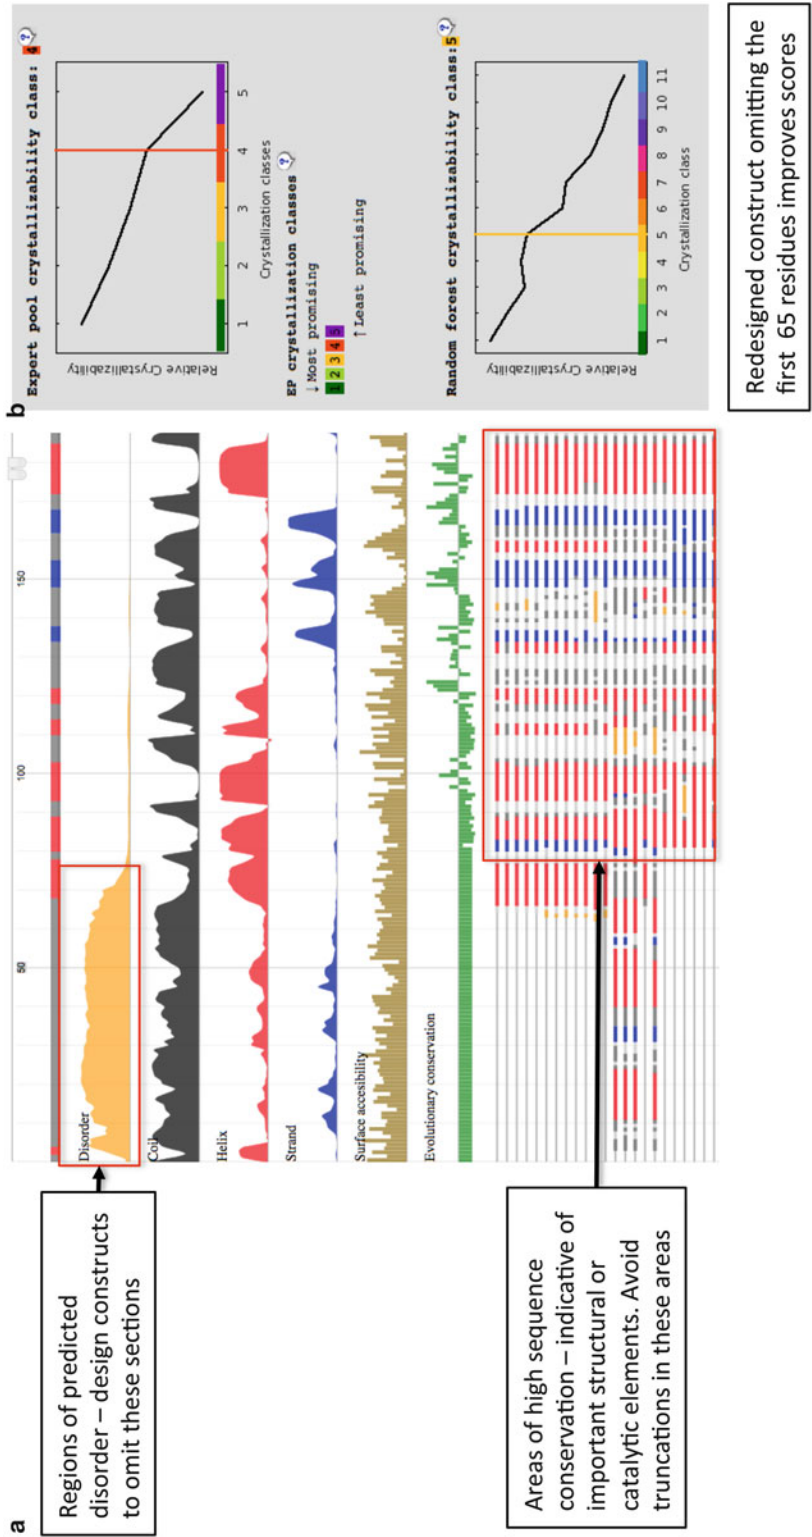 a
Regions of predicted
disorder – design constructs
to omit these sections
Areas of high sequence
conservation – indicative of
important structural or
catalytic elements. Avoid
truncations in these areas
50
100
150
Disorder
Coil
Helix
Strand
Surface accesibility
Evolutionary conservation
b
Expert pool crystallizability class: 4 ?
Relative Crystallizability
1 2 3 4 5
Crystallization classes
EP crystallization classes ?
↓ Most promising
1 2 3 4 5
↑ Least promising
Random forest crystallizability class:5 ?
Relative Crystallizability
1 2 3 4 5 6 7 8 9 10 11
Crystallization class
Redesigned construct omitting the
first 65 residues improves scores